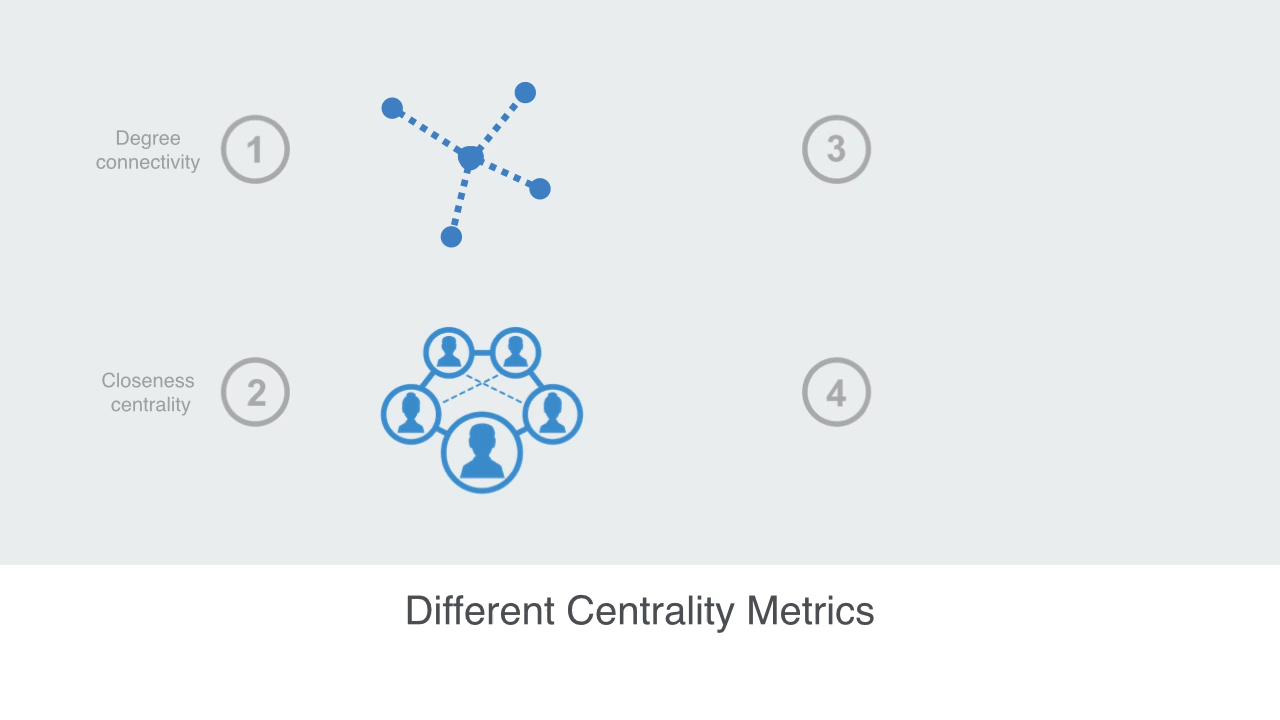 Degree
connectivity
1
3
Closeness
centrality
2
4
Different Centrality Metrics